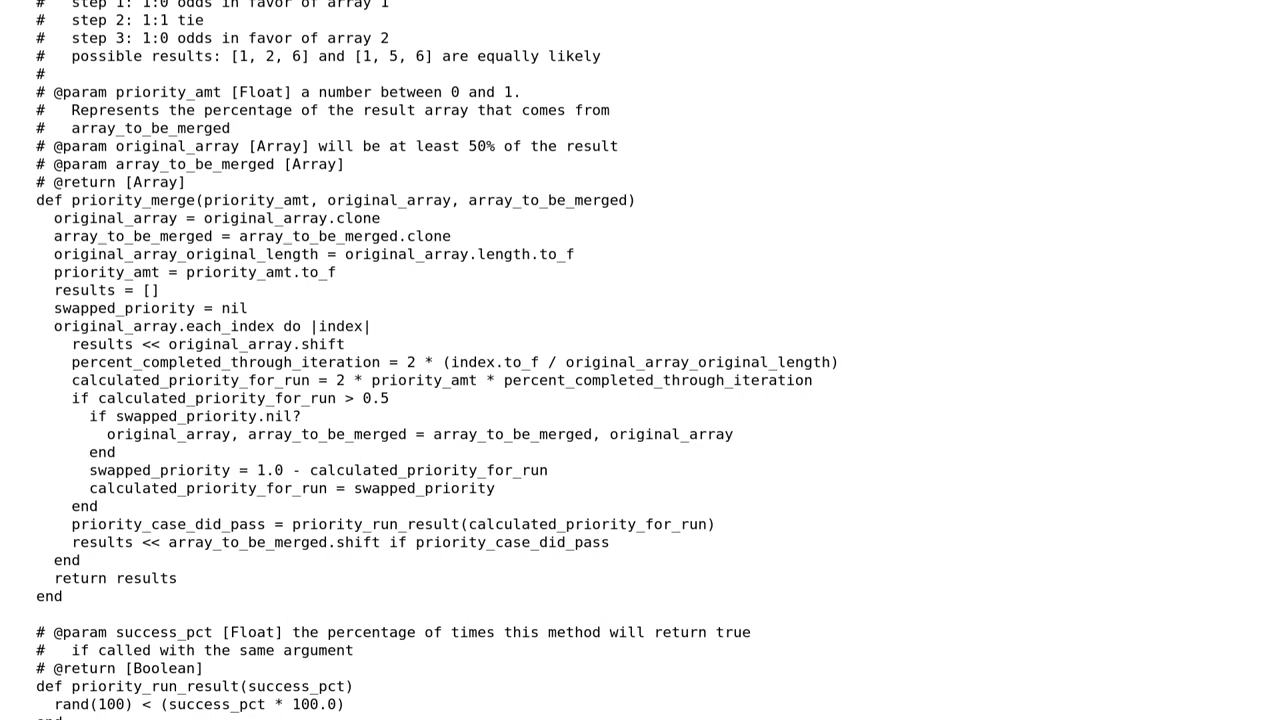 #   step 1: 1:0 odds in favor of array 1
#   step 2: 1:1 tie
#   step 3: 1:0 odds in favor of array 2
#   possible results: [1, 2, 6] and [1, 5, 6] are equally likely
#
# @param priority_amt [Float] a number between 0 and 1.
#   Represents the percentage of the result array that comes from
#   array_to_be_merged
# @param original_array [Array] will be at least 50% of the result
# @param array_to_be_merged [Array]
# @return [Array]
def priority_merge(priority_amt, original_array, array_to_be_merged)
  original_array = original_array.clone
  array_to_be_merged = array_to_be_merged.clone
  original_array_original_length = original_array.length.to_f
  priority_amt = priority_amt.to_f
  results = []
  swapped_priority = nil
  original_array.each_index do |index|
    results << original_array.shift
    percent_completed_through_iteration = 2 * (index.to_f / original_array_original_length)
    calculated_priority_for_run = 2 * priority_amt * percent_completed_through_iteration
    if calculated_priority_for_run > 0.5
      if swapped_priority.nil?
        original_array, array_to_be_merged = array_to_be_merged, original_array
      end
      swapped_priority = 1.0 - calculated_priority_for_run
      calculated_priority_for_run = swapped_priority
    end
    priority_case_did_pass = priority_run_result(calculated_priority_for_run)
    results << array_to_be_merged.shift if priority_case_did_pass
  end
  return results
end

# @param success_pct [Float] the percentage of times this method will return true
#   if called with the same argument
# @return [Boolean]
def priority_run_result(success_pct)
  rand(100) < (success_pct * 100.0)
end